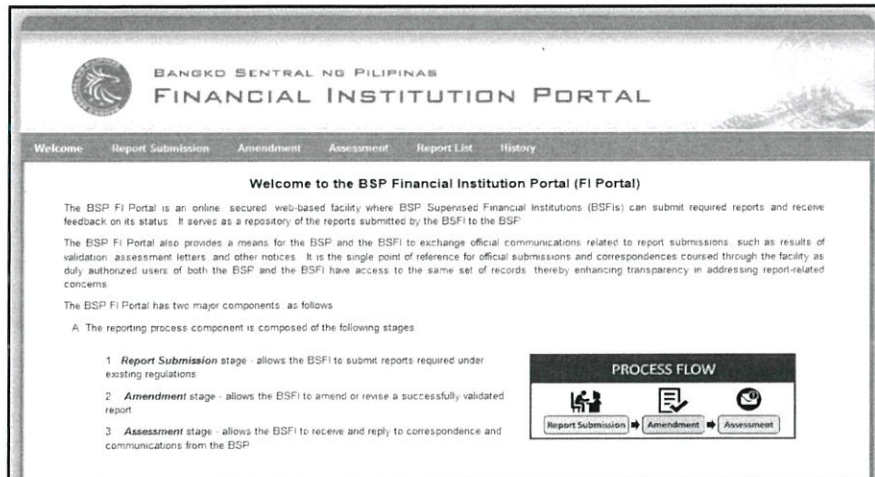 BANGKO SENTRAL NG PILIPINAS
FINANCIAL INSTITUTION PORTAL
Welcome Report Submission Amendment Assessment Report List History
Welcome to the BSP Financial Institution Portal (FI Portal)
The BSP FI Portal is an online secured web-based facility where BSP Supervised Financial Institutions (BSFIs) can submit required reports and receive
feedback on its status. It serves as a repository of the reports submitted by the BSFI to the BSP
The BSP FI Portal also provides a means for the BSP and the BSFI to exchange official communications related to report submissions, such as results of
validation, assessment letters, and other notices. It is the single point of reference for official submissions and correspondences coursed through the facility as
duly authorized users of both the BSP and the BSFI have access to the same set of records, thereby enhancing transparency in addressing report-related
concerns
The BSP FI Portal has two major components as follows
A The reporting process component is composed of the following stages
1 Report Submission stage - allows the BSFI to submit reports required under
existing regulations
2 Amendment stage - allows the BSFI to amend or revise a successfully validated
report
3 Assessment stage - allows the BSFI to receive and reply to correspondence and
communications from the BSP
PROCESS FLOW
Report Submission Amendment Assessment